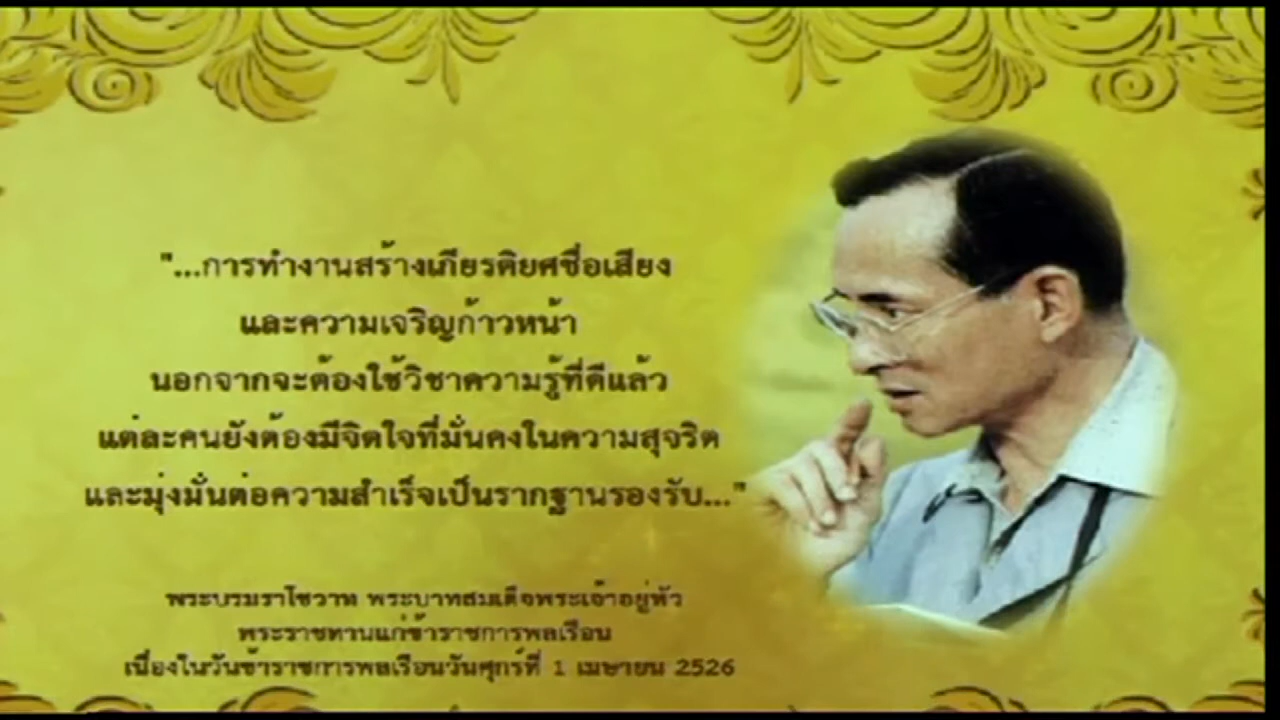 "...การทำงานสร้างเกียรติยศชื่อเสียง
และความเจริญก้าวหน้า
นอกจากจะต้องใช้วิชาความรู้ที่ดีแล้ว
แต่ละคนยังต้องมีจิตใจที่มั่นคงในความสุจริต
และมุ่งมั่นต่อความสำเร็จเป็นรากฐานรองรับ..."
พระบรมราโชวาท พระบาทสมเด็จพระเจ้าอยู่หัว
พระราชทานแก่ข้าราชการพลเรือน
เนื่องในวันข้าราชการพลเรือนวันศุกร์ที่ 1 เมษายน 2526